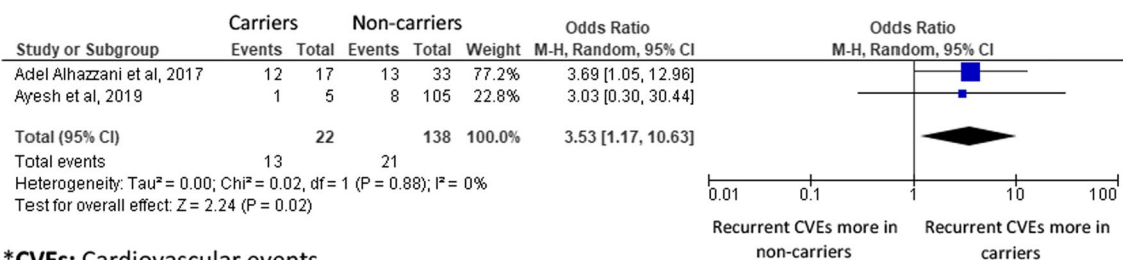 Carriers Non-carriers Odds Ratio Odds Ratio
Study or Subgroup Events Total Events Total Weight M-H, Random, 95% CI M-H, Random, 95% CI
Adel Alhazzani et al, 2017 12 17 13 33 77.2% 3.69 [1.05, 12.96]
Ayesh et al, 2019 1 5 8 105 22.8% 3.03 [0.30, 30.44]
Total (95% CI) 22 138 100.0% 3.53 [1.17, 10.63]
Total events 13 21
Heterogeneity: Tau² = 0.00; Chi² = 0.02, df = 1 (P = 0.88); I² = 0%
Test for overall effect: Z = 2.24 (P = 0.02)
0.01 0.1 1 10 100
Recurrent CVEs more in non-carriers
Recurrent CVEs more in carriers
*CVEs: Cardiovascular events